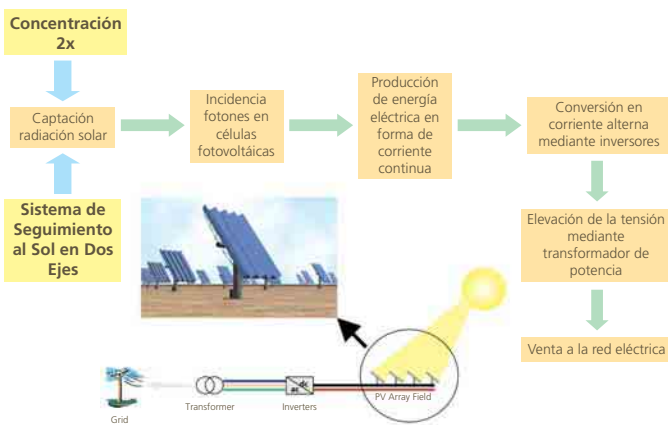 Concentración
2x
Captación
radiación solar
Incidencia
fotones en
células
fotovoltáicas
Producción
de energía
eléctrica en
forma de
corriente
continua
Conversión en
corriente alterna
mediante inversores
Sistema de
Seguimiento
al Sol en Dos
Ejes
Elevación de la tensión
mediante
transformador de
potencia
Venta a la red eléctrica
dc
ac
Grid
Transformer
Inverters
PV Array Field